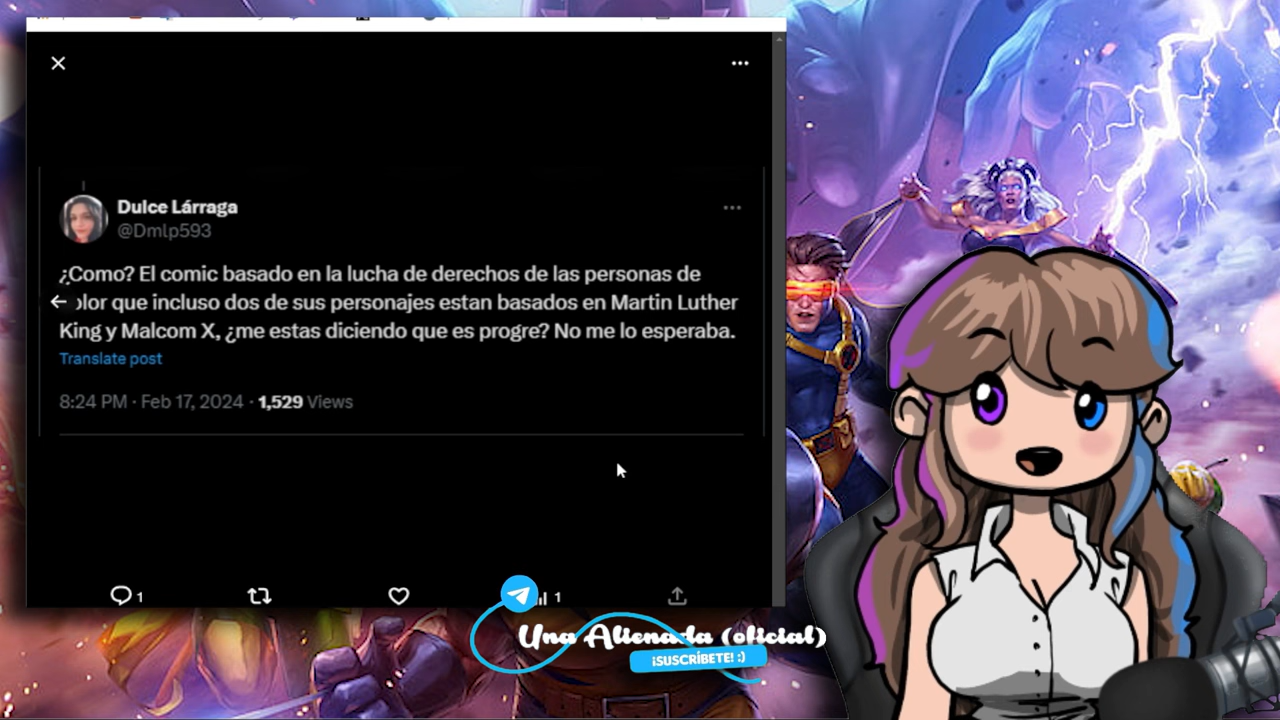 Dulce Lárraga
@Dmlp593
¿Como? El comic basado en la lucha de derechos de las personas de
olor que incluso dos de sus personajes estan basados en Martin Luther
King y Malcom X, ¿me estas diciendo que es progre? No me lo esperaba.
Translate post
8:24 PM · Feb 17, 2024 · 1,529 Views
1
1
Una Alienada (oficial)
¡SUSCRÍBETE! :)